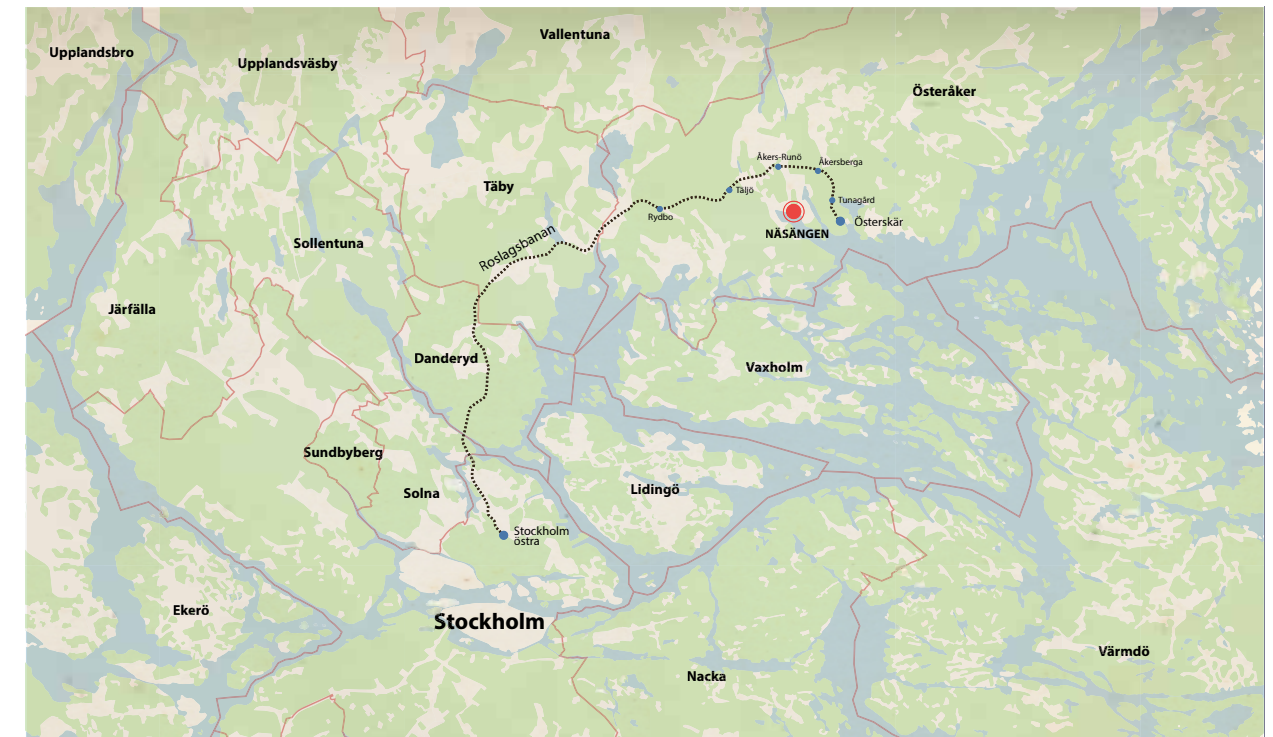 Vallentuna
Upplandsbro
Upplandsväsby
Österåker
Åkers-Runö
Åkersberga
Täby
Täljö
Tunagård
Rydbo
Österskär
NÄSÄNGEN
Roslagsbanan
Sollentuna
Järfälla
Danderyd
Vaxholm
Sundbyberg
Solna
Lidingö
Stockholm
östra
Ekerö
Stockholm
Värmdö
Nacka